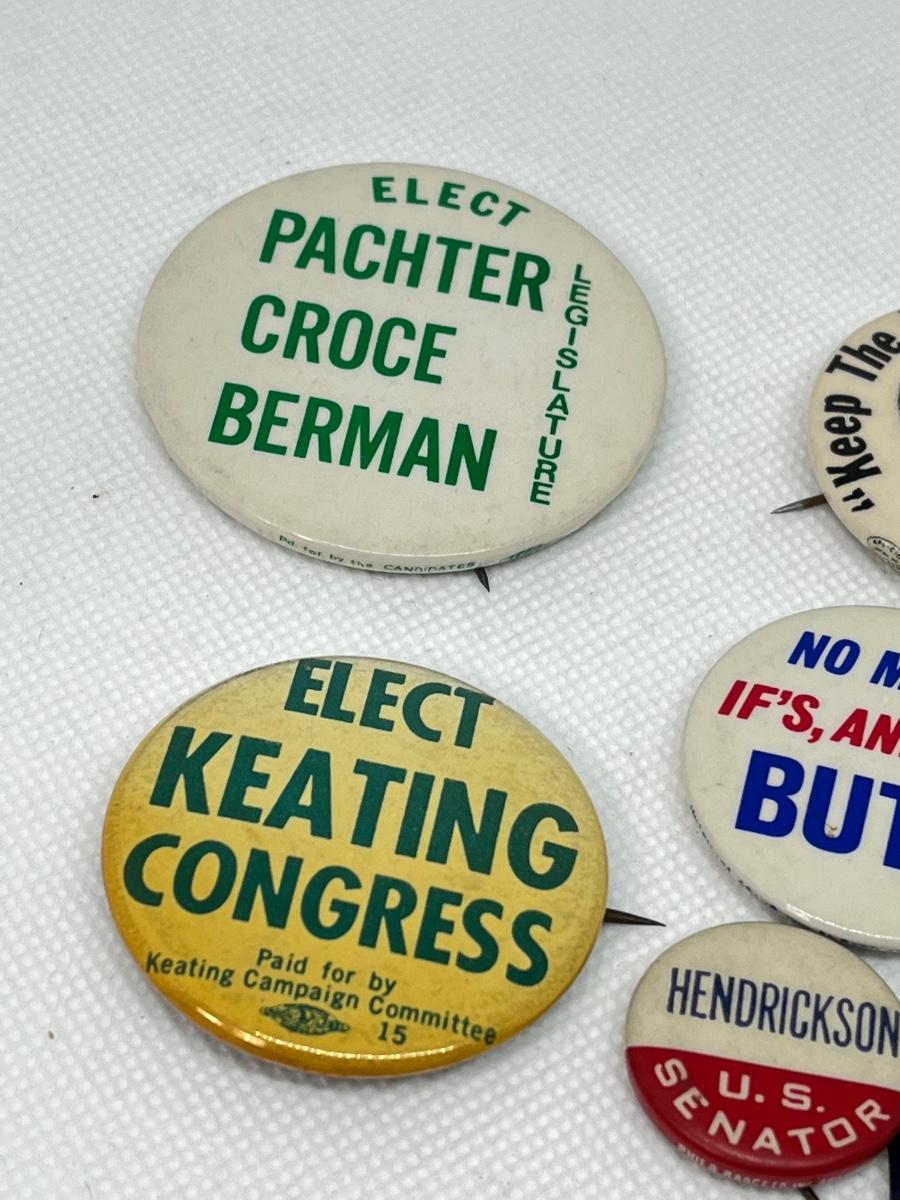 ELECT
PACHTER
CROCE
BERMAN
LEGISLATURE
Pd. for by the CANDIDATES
"Keep The
ELECT
KEATING
CONGRESS
Paid for by
Keating Campaign Committee
15
NO M
IF'S, AN
BUT
HENDRICKSON
U. S.
SENATOR